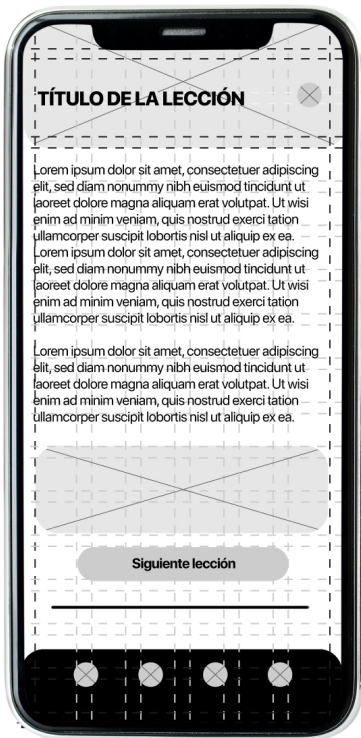 TÍTULO DE LA LECCIÓN
Lorem ipsum dolor sit amet, consectetuer adipiscing
elit, sed diam nonummy nibh euismod tincidunt ut
laoreet dolore magna aliquam erat volutpat. Ut wisi
enim ad minim veniam, quis nostrud exerci tation
ullamcorper suscipit lobortis nisl ut aliquip ex ea.
Lorem ipsum dolor sit amet, consectetuer adipiscing
elit, sed diam nonummy nibh euismod tincidunt ut
laoreet dolore magna aliquam erat volutpat. Ut wisi
enim ad minim veniam, quis nostrud exerci tation
ullamcorper suscipit lobortis nisl ut aliquip ex ea.
Lorem ipsum dolor sit amet, consectetuer adipiscing
elit, sed diam nonummy nibh euismod tincidunt ut
laoreet dolore magna aliquam erat volutpat. Ut wisi
enim ad minim veniam, quis nostrud exerci tation
ullamcorper suscipit lobortis nisl ut aliquip ex ea.
Siguiente lección